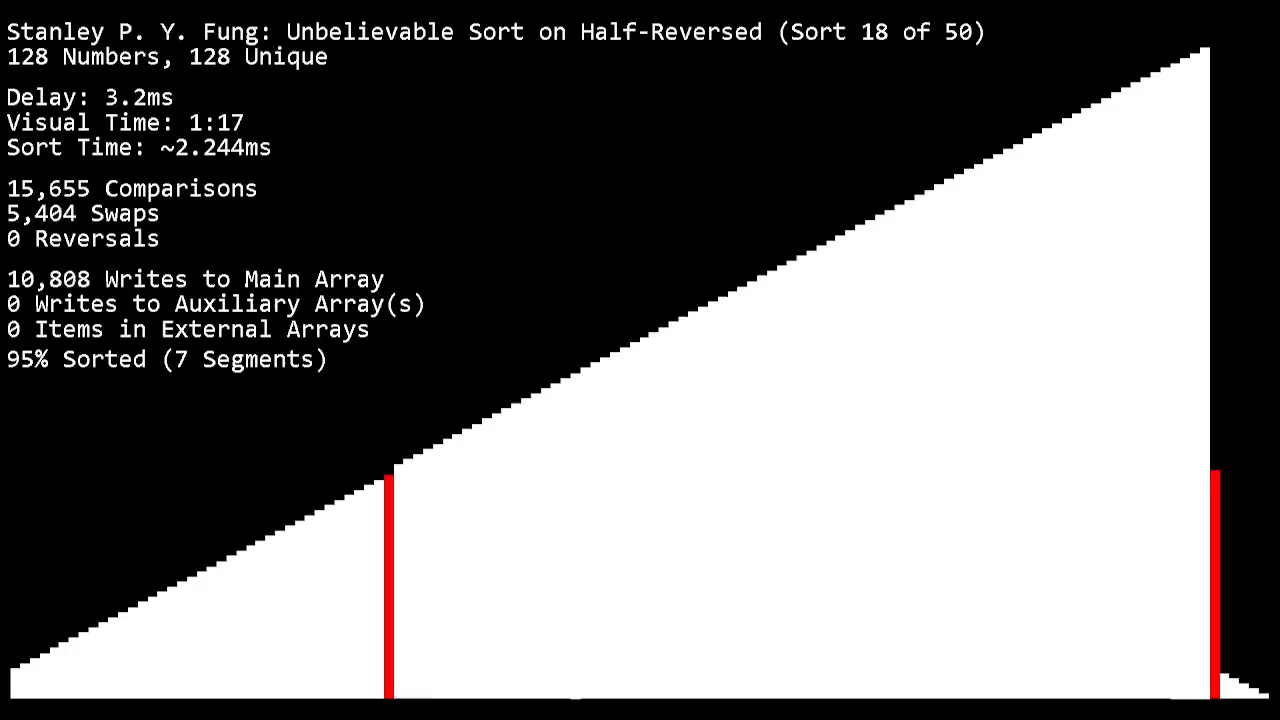 Stanley P. Y. Fung: Unbelievable Sort on Half-Reversed (Sort 18 of 50)
128 Numbers, 128 Unique
Delay: 3.2ms
Visual Time: 1:17
Sort Time: ~2.244ms
15,655 Comparisons
5,404 Swaps
0 Reversals
10,808 Writes to Main Array
0 Writes to Auxiliary Array(s)
0 Items in External Arrays
95% Sorted (7 Segments)